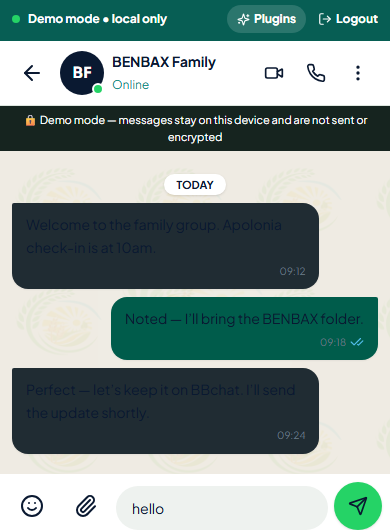 Demo mode • local only
Plugins
Logout
BF
BENBAX Family
Online
Demo mode — messages stay on this device and are not sent or
encrypted
TODAY
Welcome to the family group. Apolonia
check-in is at 10am.
09:12
Noted — I'll bring the BENBAX folder.
09:18
Perfect — let's keep it on BBchat. I'll send
the update shortly.
09:24
hello